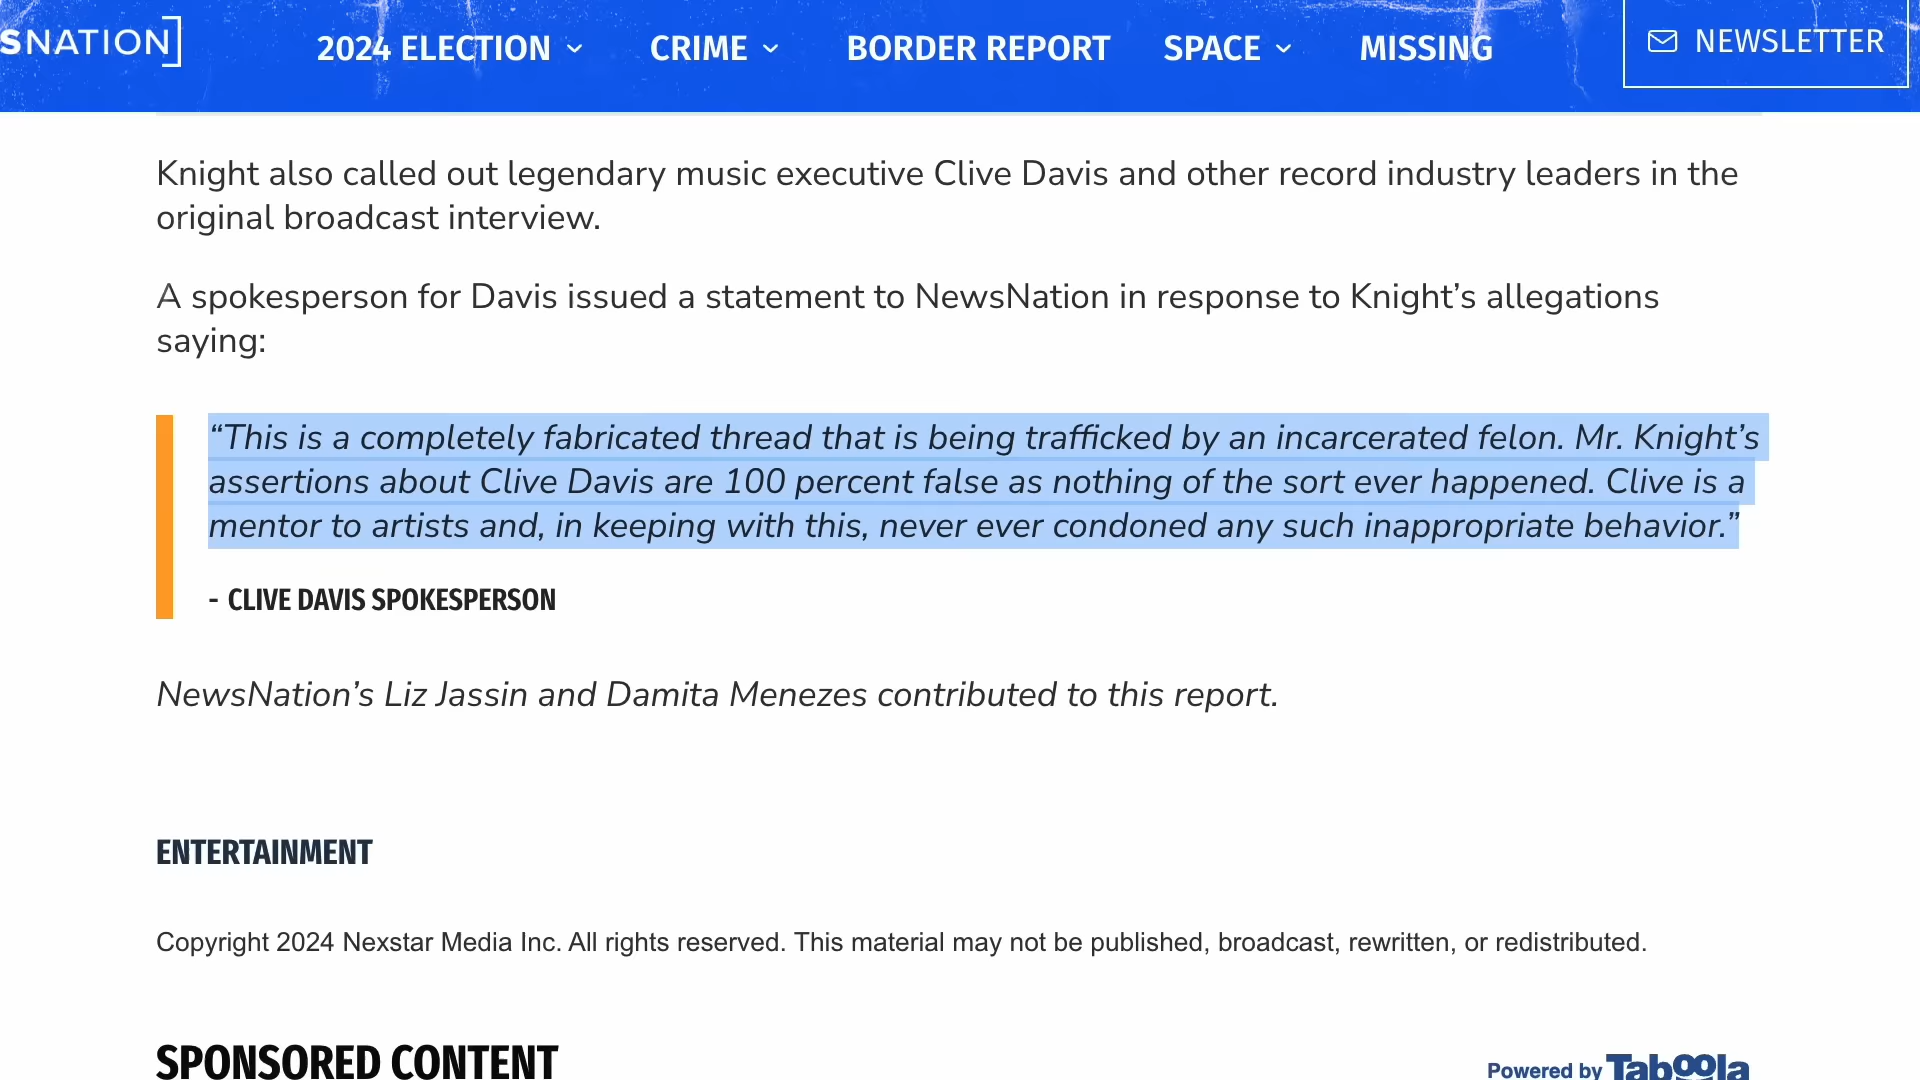 SNATION
2024 ELECTION
CRIME
BORDER REPORT
SPACE
MISSING
NEWSLETTER
Knight also called out legendary music executive Clive Davis and other record industry leaders in the
original broadcast interview.
A spokesperson for Davis issued a statement to NewsNation in response to Knight’s allegations
saying:
“This is a completely fabricated thread that is being trafficked by an incarcerated felon. Mr. Knight’s
assertions about Clive Davis are 100 percent false as nothing of the sort ever happened. Clive is a
mentor to artists and, in keeping with this, never ever condoned any such inappropriate behavior.”
- CLIVE DAVIS SPOKESPERSON
NewsNation’s Liz Jassin and Damita Menezes contributed to this report.
ENTERTAINMENT
Copyright 2024 Nexstar Media Inc. All rights reserved. This material may not be published, broadcast, rewritten, or redistributed.
SPONSORED CONTENT
Powered by Taboola